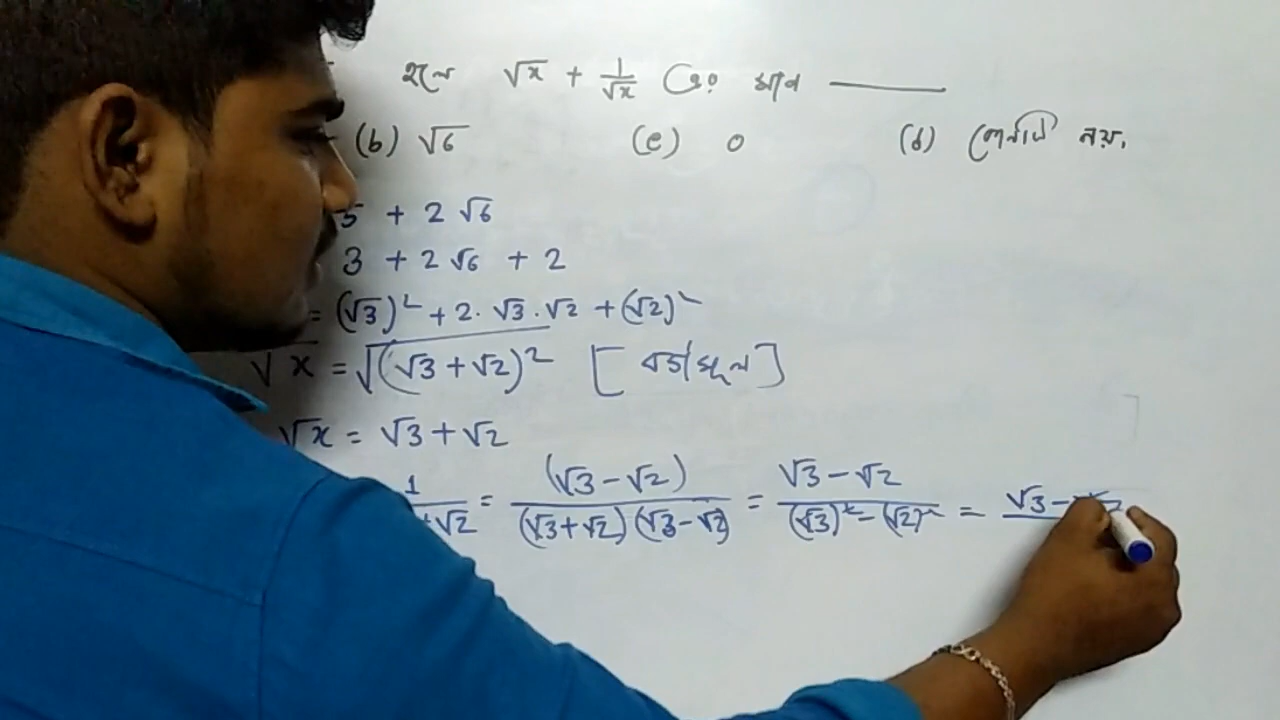 হলে √x + 1/√x এর মান ———
(b) √6 (c) 0 (d) কোনটি নয়.
5 + 2√6
3 + 2√6 + 2
= (√3)² + 2. √3 . √2 + (√2)²
√x = √(√3 + √2)² [বর্গমূল]
√x = √3 + √2
1/+√2 = (√3 - √2)/(√3+√2)(√3-√2) = √3 - √2/(√3)² - (√2)² = √3 -